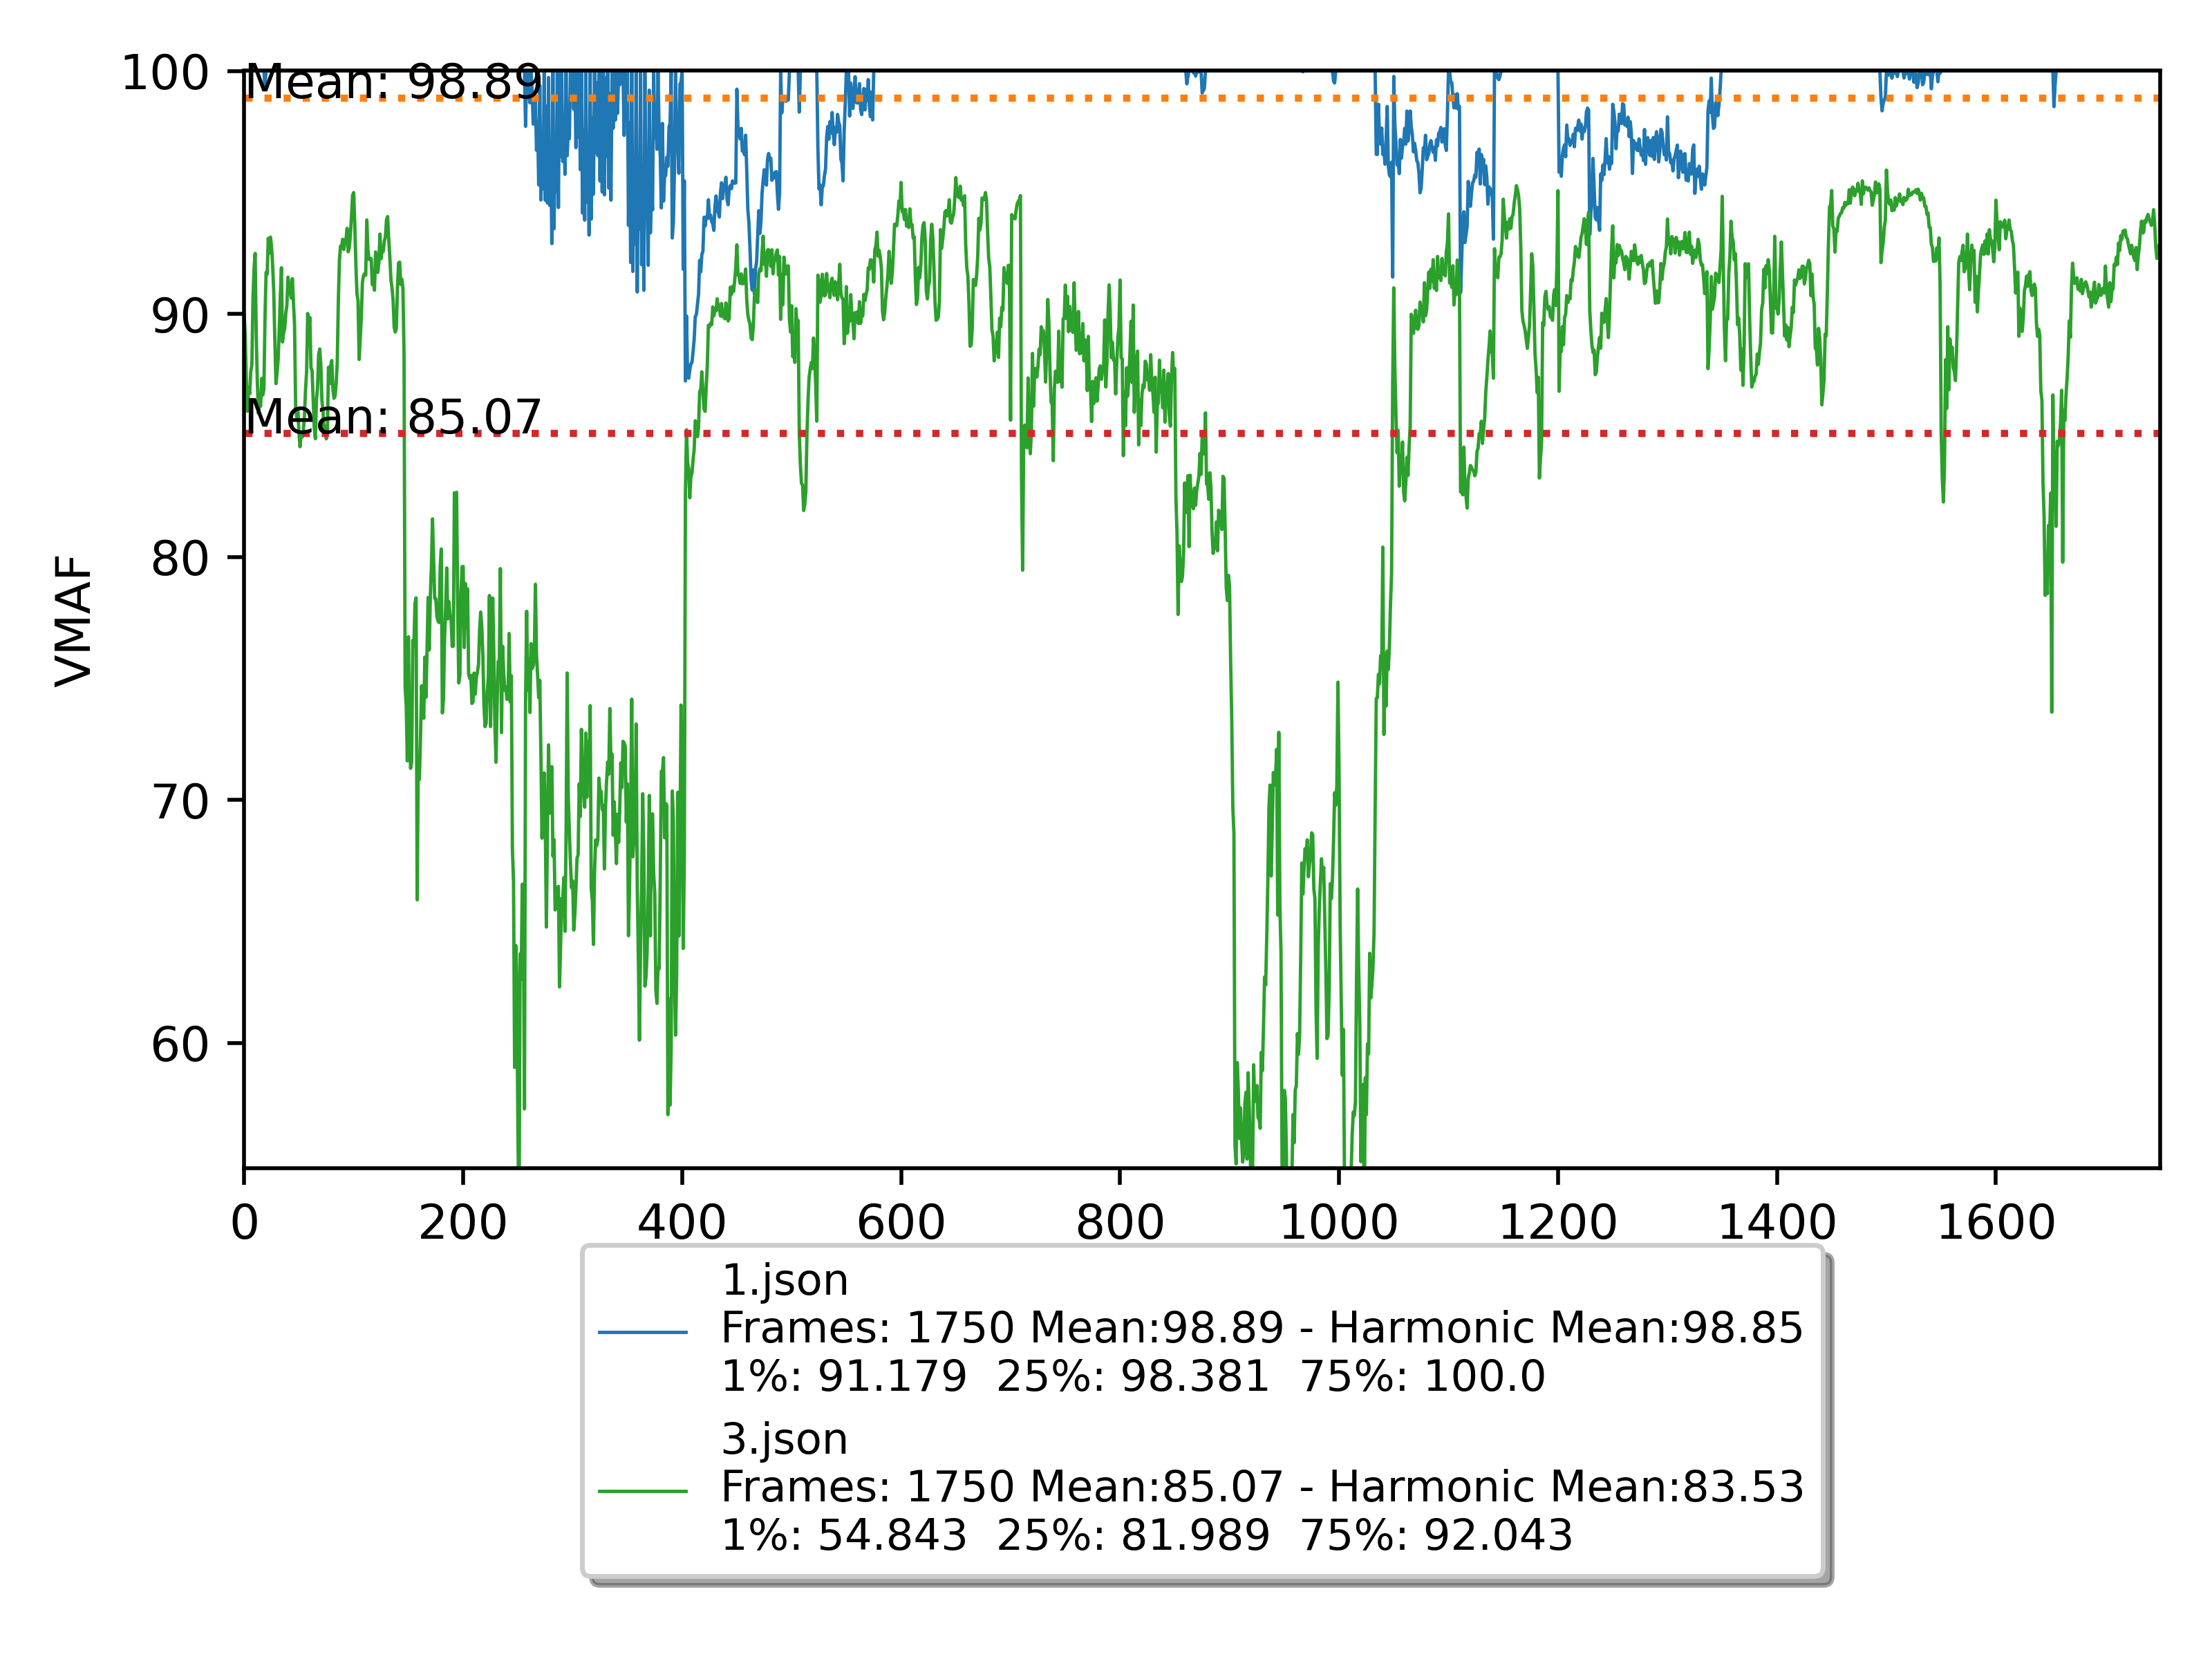 100
Mean: 98.89
90
Mean: 85.07
80
VMAF
70
60
0 200 400 600 800 1000 1200 1400 1600
1.json
Frames: 1750 Mean:98.89 - Harmonic Mean:98.85
1%: 91.179 25%: 98.381 75%: 100.0
3.json
Frames: 1750 Mean:85.07 - Harmonic Mean:83.53
1%: 54.843 25%: 81.989 75%: 92.043